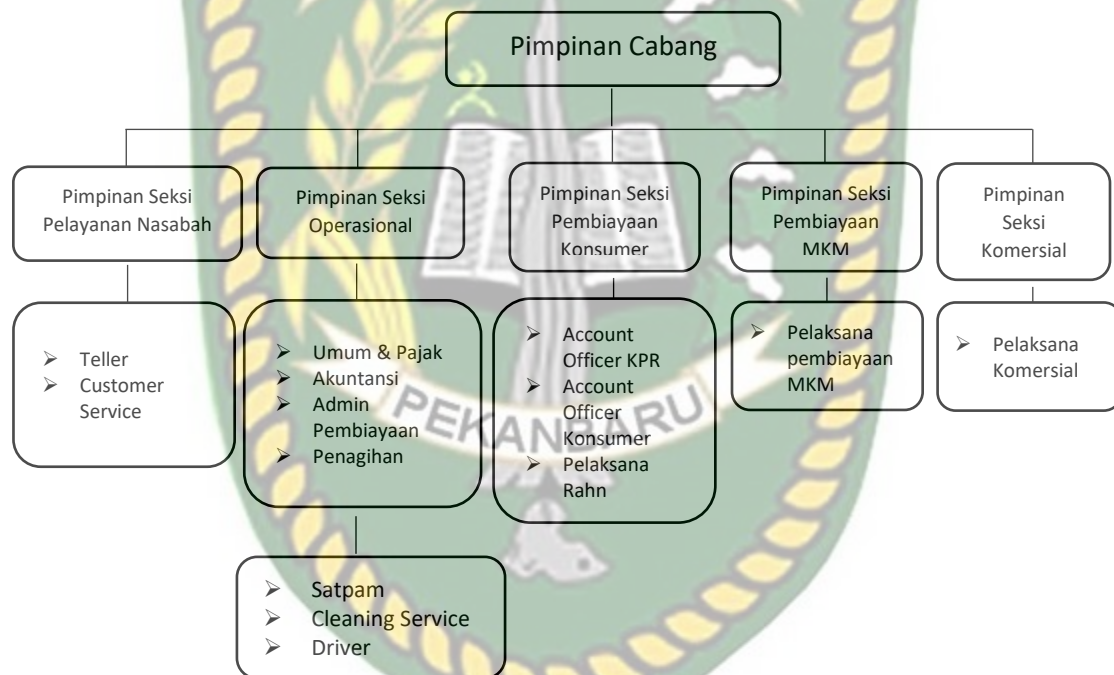 Pimpinan Cabang
Pimpinan Seksi
Pelayanan Nasabah
Pimpinan Seksi
Operasional
Pimpinan Seksi
Pembiayaan
Konsumer
Pimpinan Seksi
Pembiayaan
MKM
Pimpinan
Seksi
Komersial
➢ Teller
➢ Customer
Service
➢ Umum & Pajak
➢ Akuntansi
➢ Admin
Pembiayaan
➢ Penagihan
➢ Account
Officer KPR
➢ Account
Officer
Konsumer
➢ Pelaksana
Rahn
➢ Pelaksana
pembiayaan
MKM
➢ Pelaksana
Komersial
➢ Satpam
➢ Cleaning Service
➢ Driver
PEKANBARU